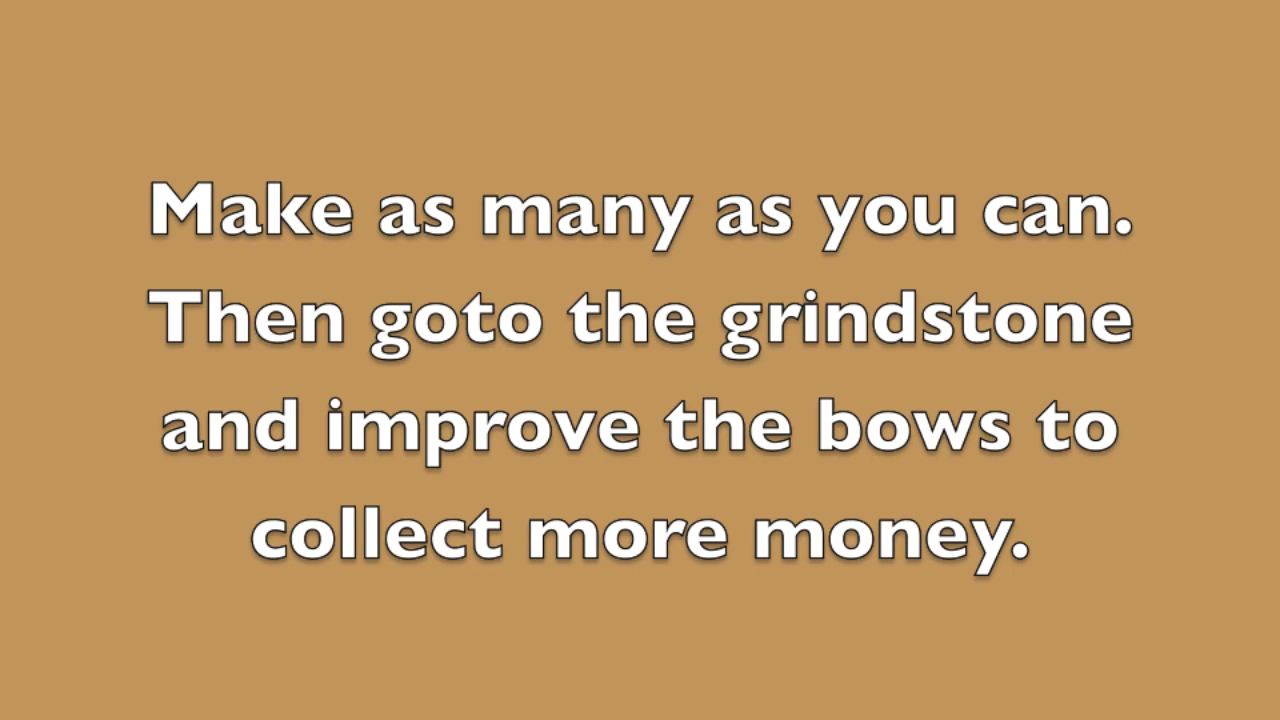 Make as many as you can.
Then goto the grindstone
and improve the bows to
collect more money.